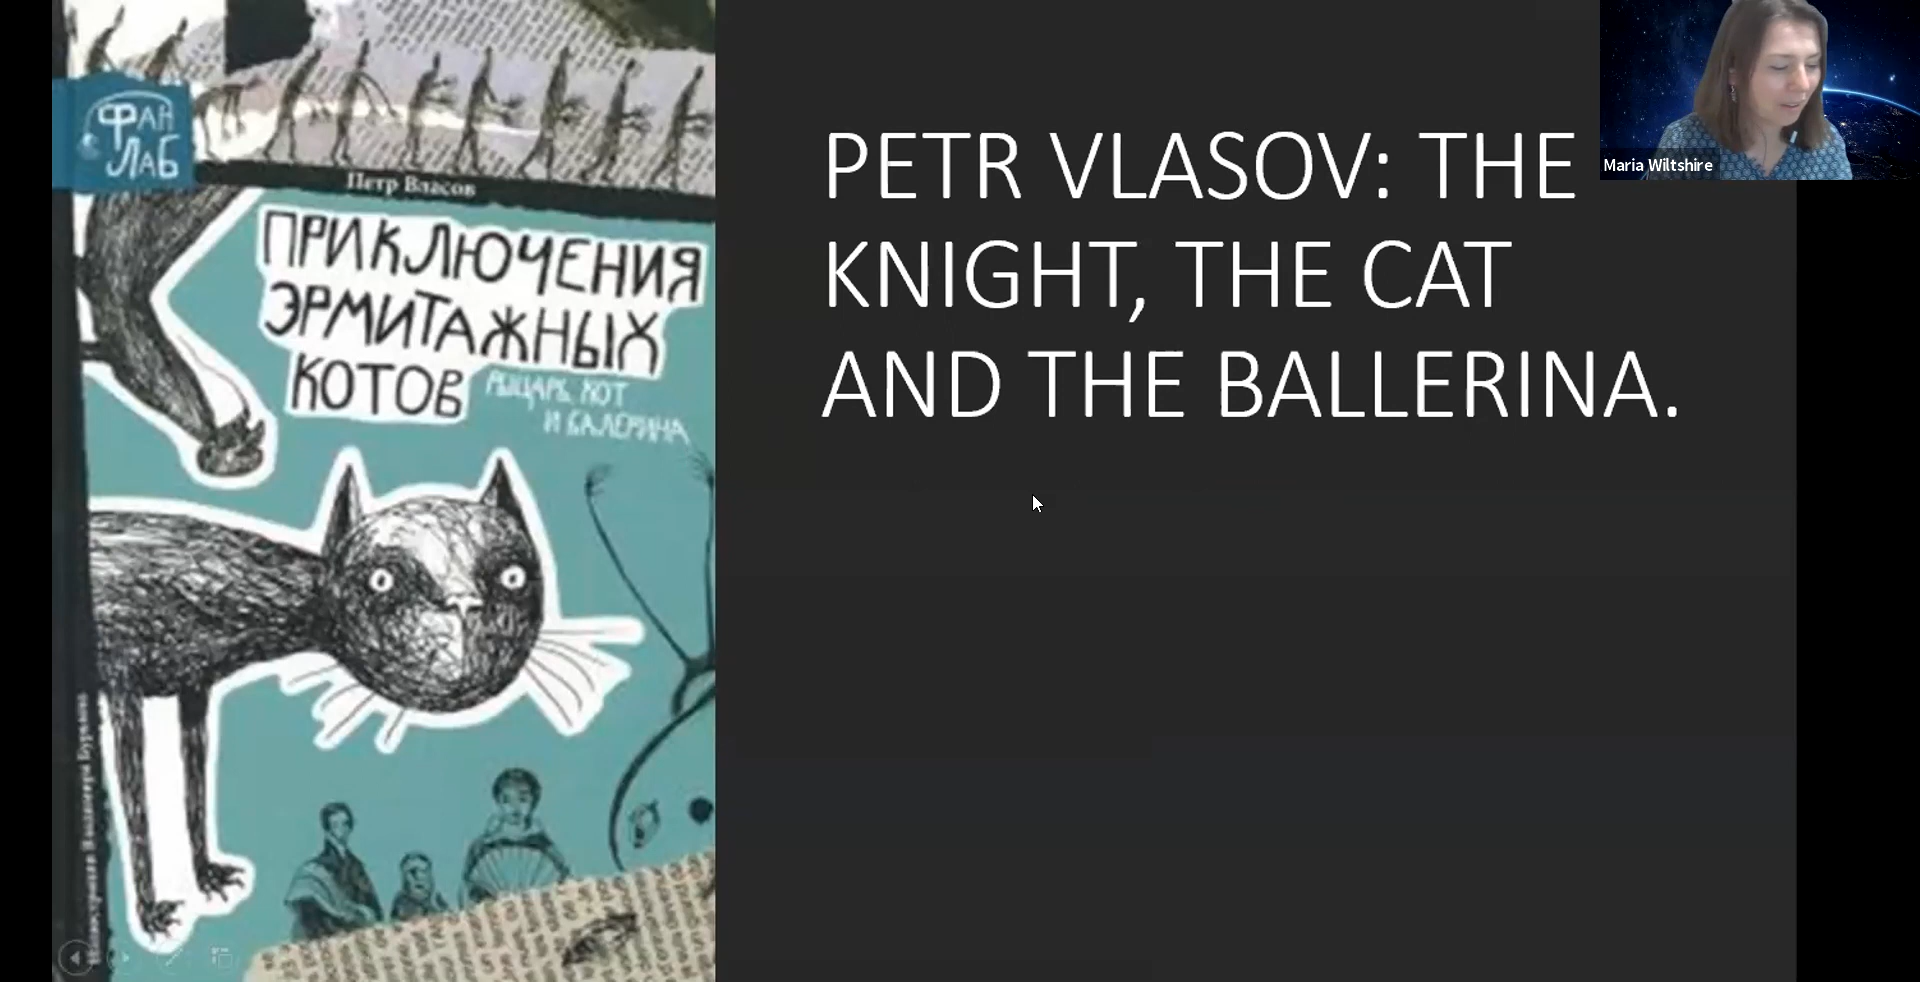 ФАН
ЛАБ
Петр Власов
ПРИКЛЮЧЕНИЯ
ЭРМИТАЖНЫХ
КОТОВ
РЫЦАРЬ, КОТ
И БАЛЕРИНА
PETR VLASOV: THE
KNIGHT, THE CAT
AND THE BALLERINA.
Maria Wiltshire